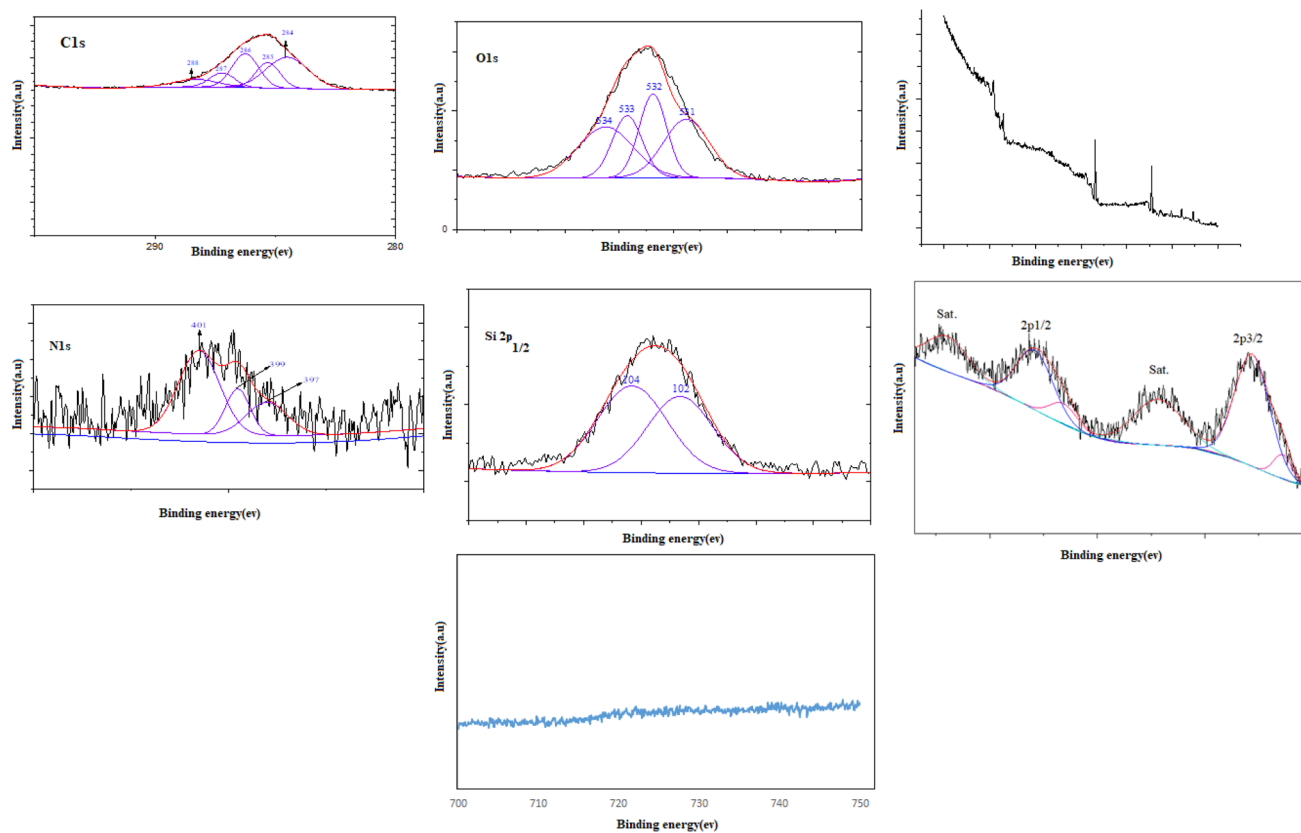 C1s
288
287
286
285
284
Intensity(a.u)
290
280
Binding energy(ev)
O1s
534
533
532
531
Intensity(a.u)
0
Binding energy(ev)
Intensity(a.u)
Binding energy(ev)
N1s
401
399
397
Intensity(a.u)
Binding energy(ev)
Si 2p 1/2
104
102
Intensity(a.u)
Binding energy(ev)
Sat.
2p1/2
Sat.
2p3/2
Intensity(a.u)
Binding energy(ev)
Intensity(a.u)
700 710 720 730 740 750
Binding energy(ev)